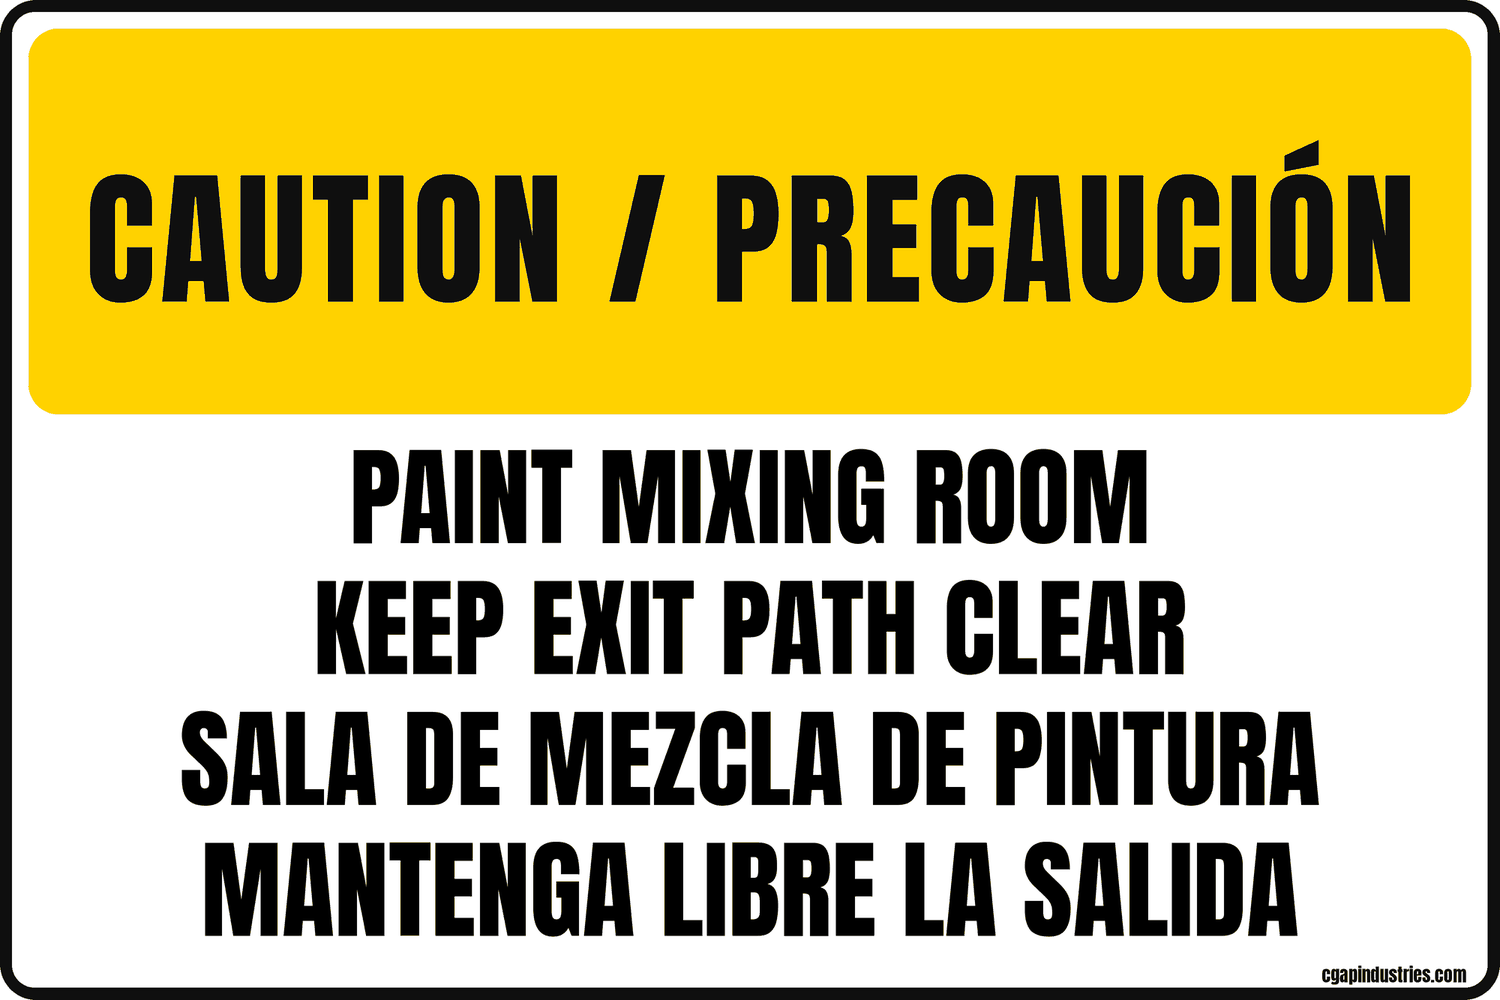 CAUTION / PRECAUCIÓN
PAINT MIXING ROOM
KEEP EXIT PATH CLEAR
SALA DE MEZCLA DE PINTURA
MANTENGA LIBRE LA SALIDA
cgapindustries.com